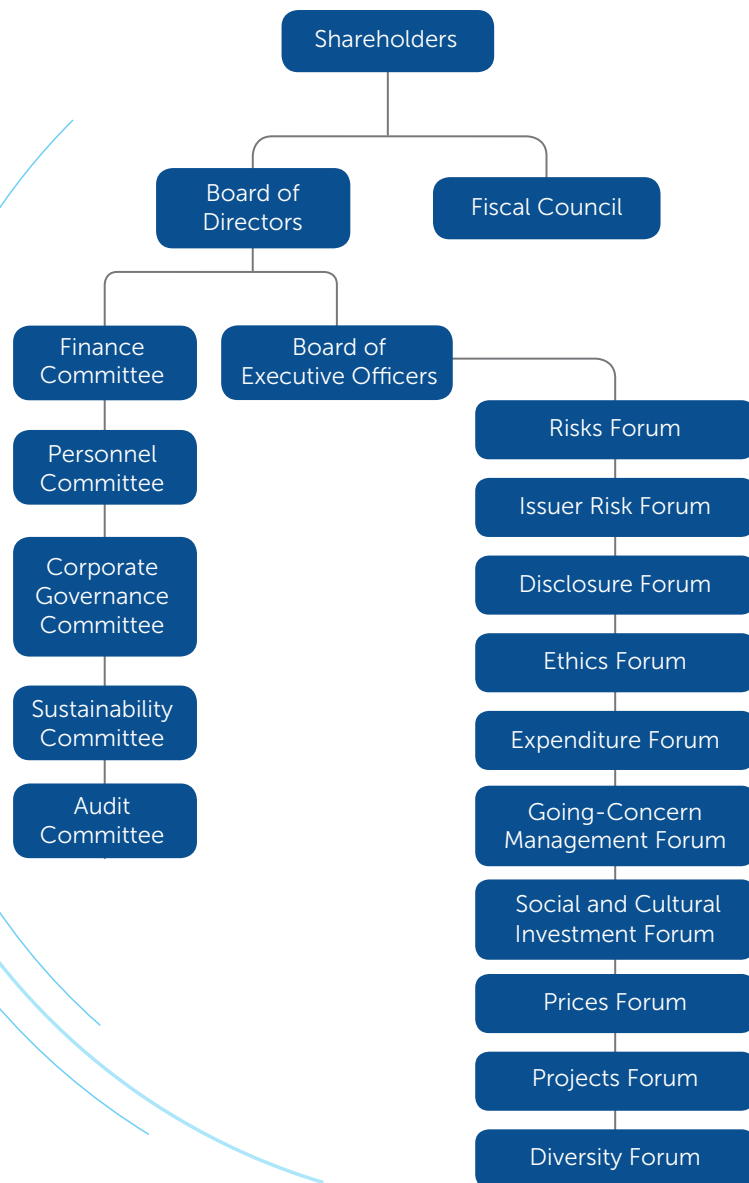 Shareholders
Board of
Directors
Fiscal Council
Finance
Committee
Board of
Executive Officers
Personnel
Committee
Corporate
Governance
Committee
Sustainability
Committee
Audit
Committee
Risks Forum
Issuer Risk Forum
Disclosure Forum
Ethics Forum
Expenditure Forum
Going-Concern
Management Forum
Social and Cultural
Investment Forum
Prices Forum
Projects Forum
Diversity Forum